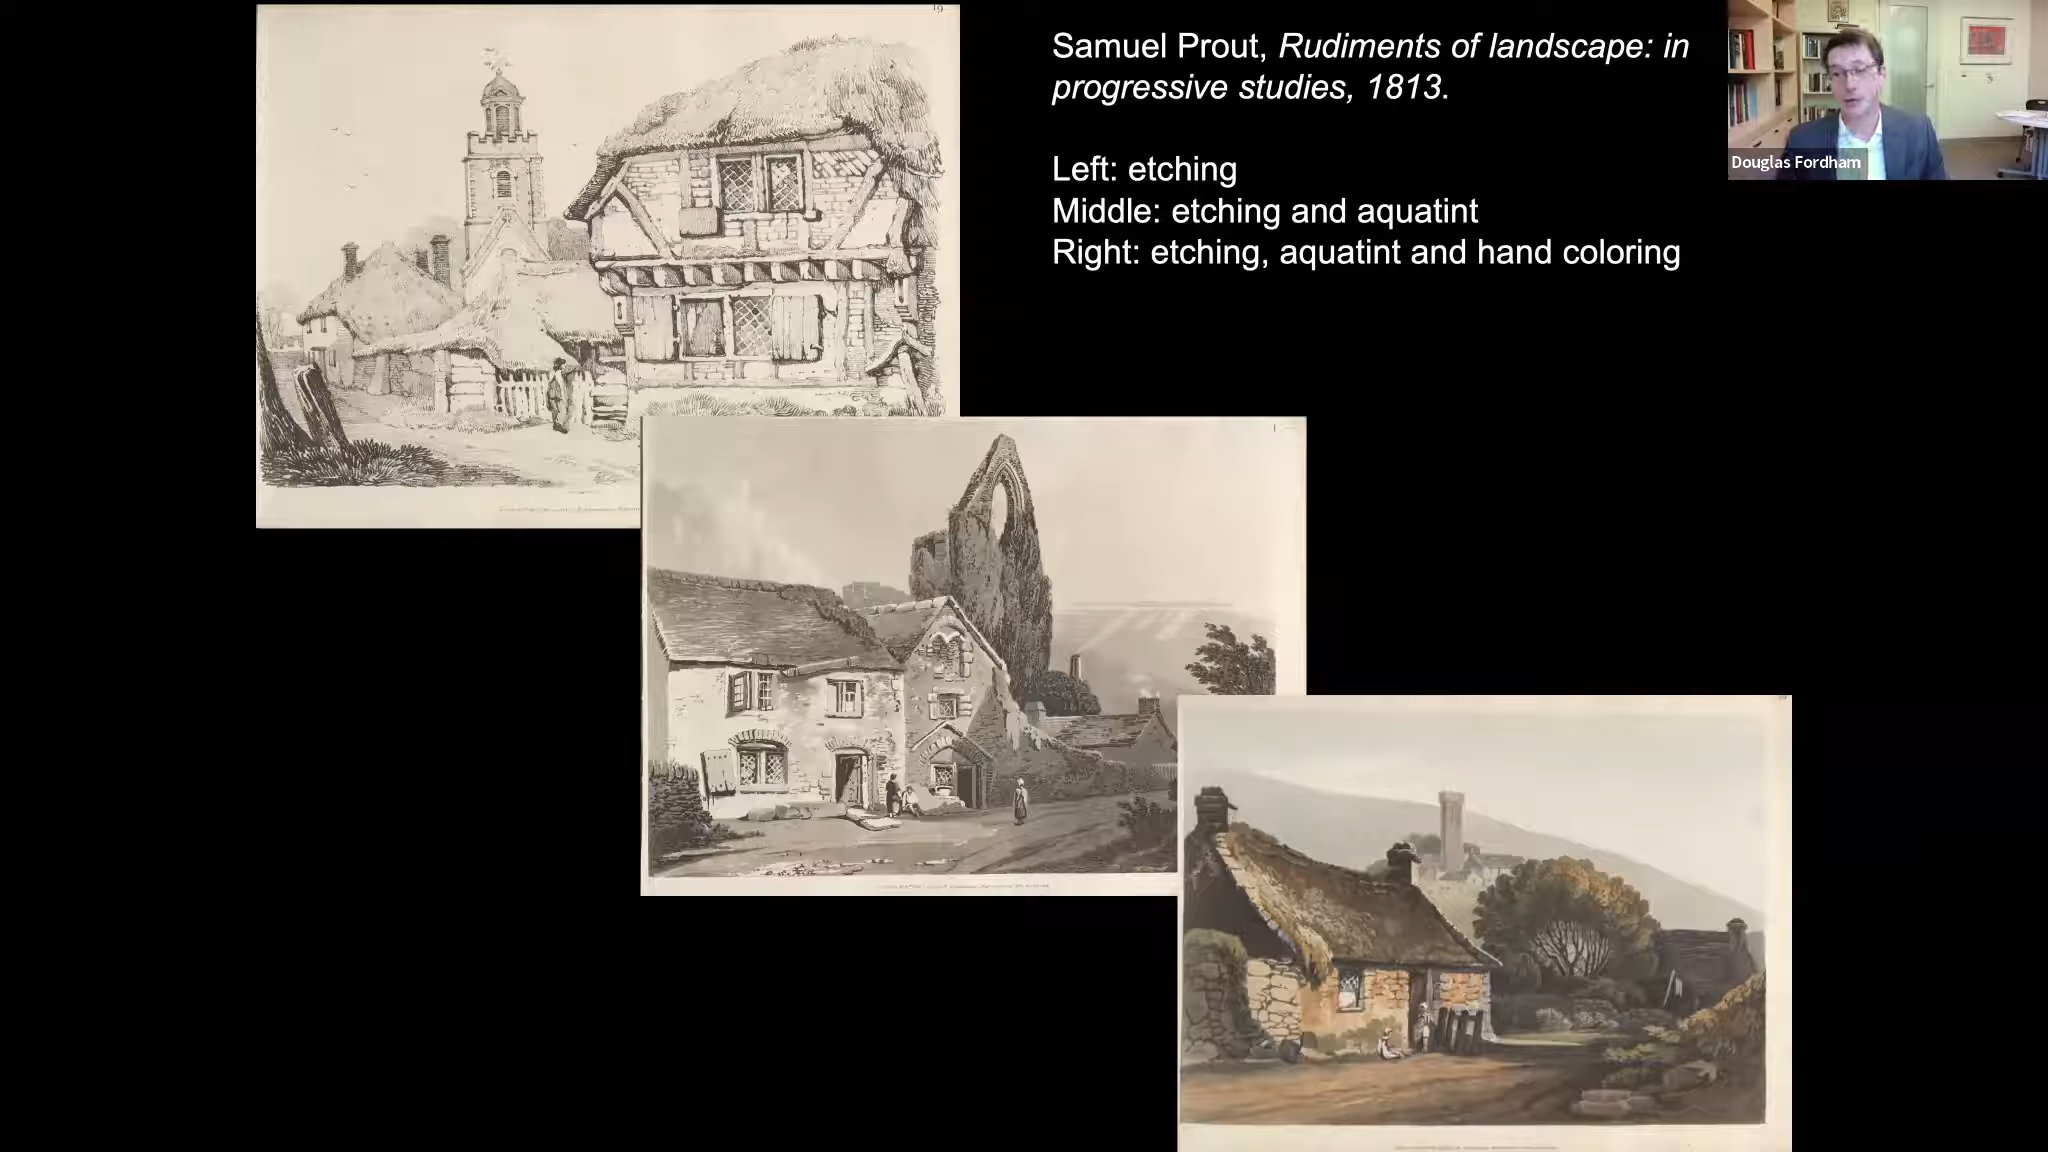 Samuel Prout, Rudiments of landscape: in
progressive studies, 1813.
Left: etching
Middle: etching and aquatint
Right: etching, aquatint and hand coloring
Douglas Fordham
19